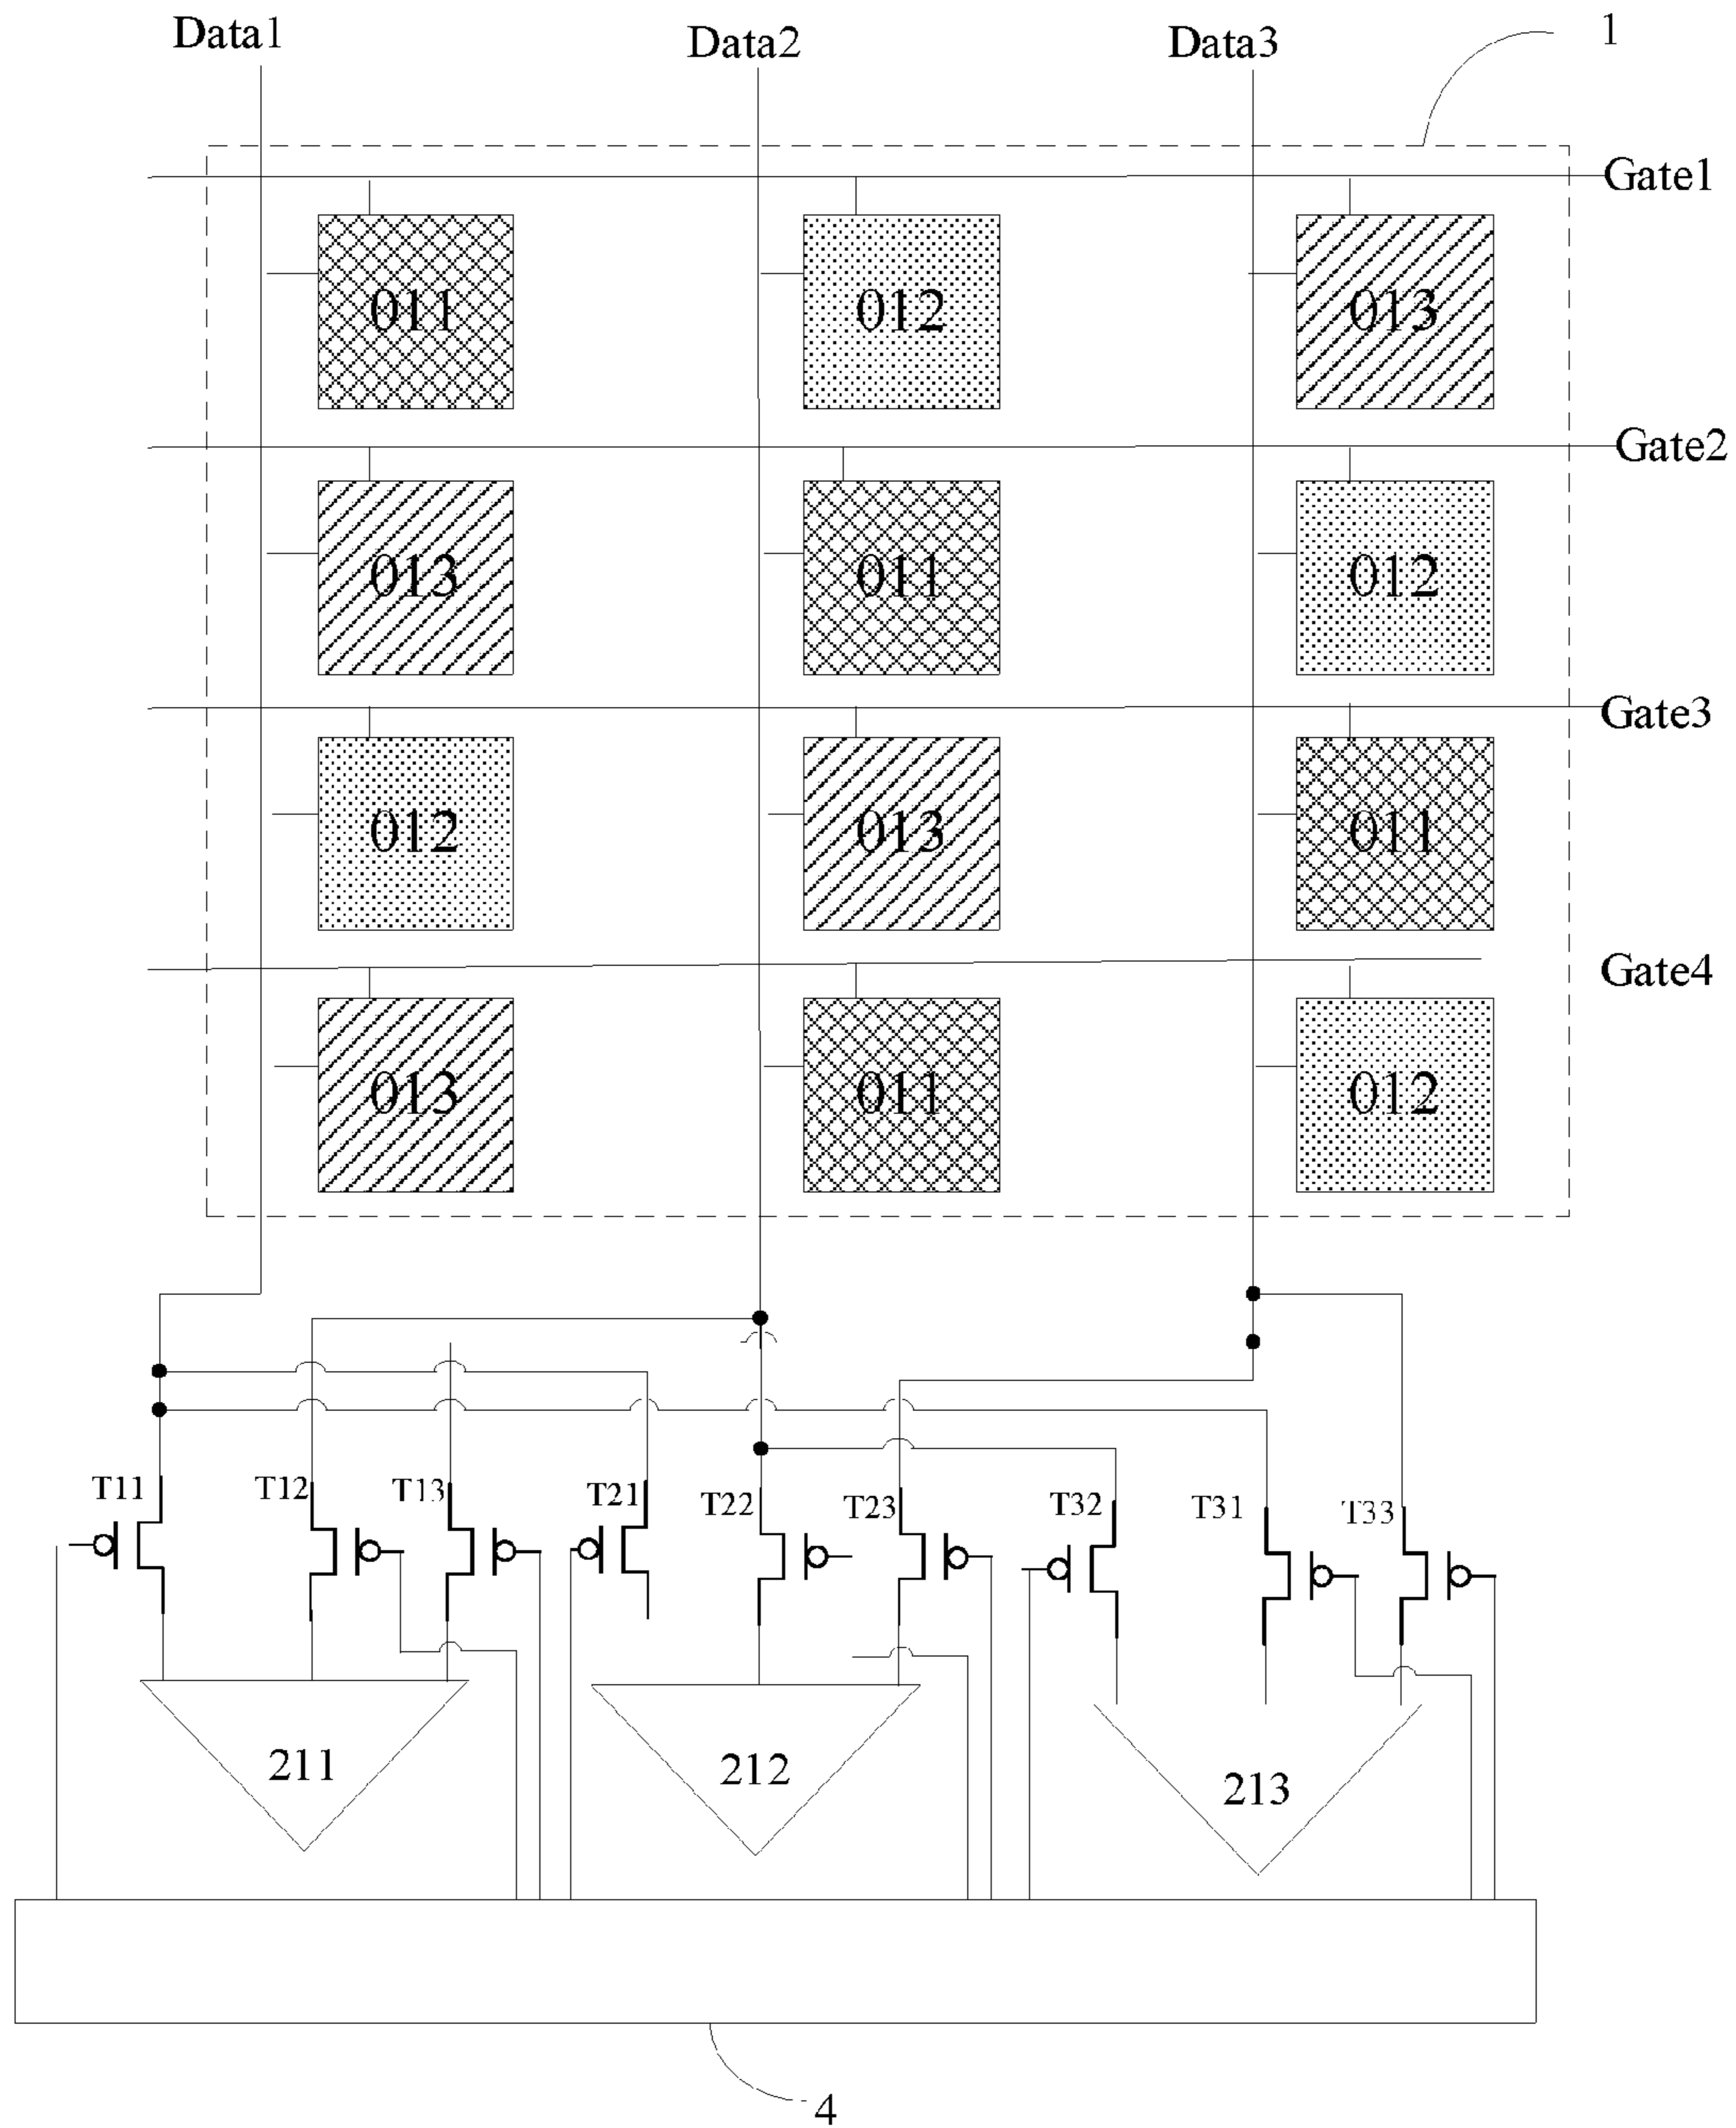 Data1
Data2
Data3
1
Gate1
011
012
013
Gate2
013
011
012
Gate3
012
013
011
Gate4
013
011
012
T11
T12
T13
T21
T22
T23
T32
T31
T33
211
212
213
4